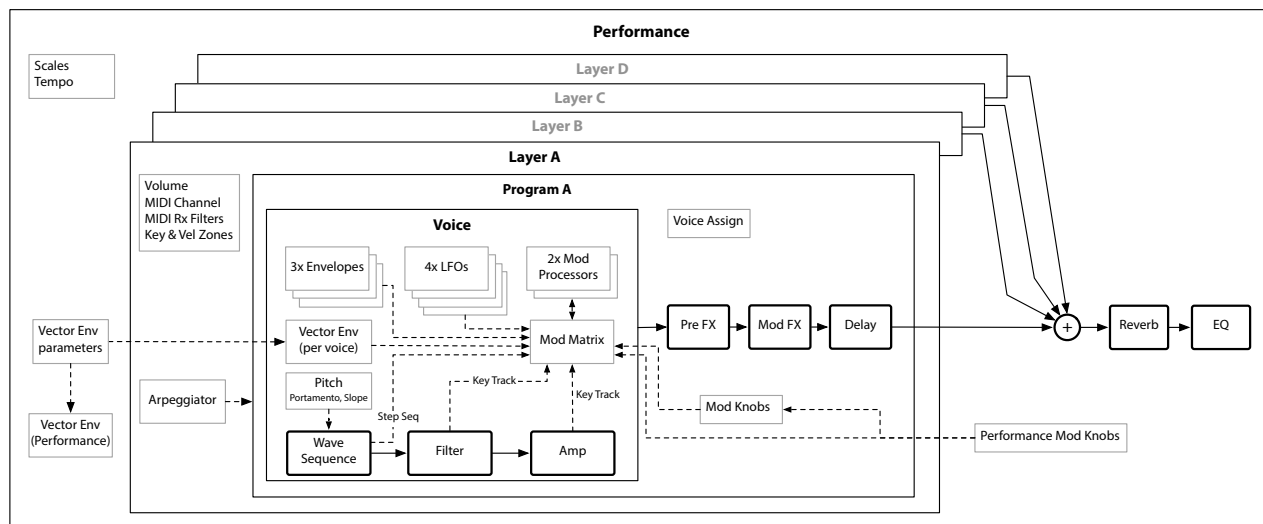 Performance
Scales
Tempo
Layer D
Layer C
Layer B
Layer A
Volume
MIDI Channel
MIDI Rx Filters
Key & Vel Zones
Program A
Voice
Voice Assign
3x Envelopes
4x LFOs
2x Mod
Processors
Vector Env
parameters
Vector Env
(per voice)
Mod Matrix
Pre FX
Mod FX
Delay
+
Reverb
EQ
Vector Env
(Performance)
Arpeggiator
Pitch
Portamento, Slope
Key Track
Key Track
Step Seq
Mod Knobs
Performance Mod Knobs
Wave
Sequence
Filter
Amp